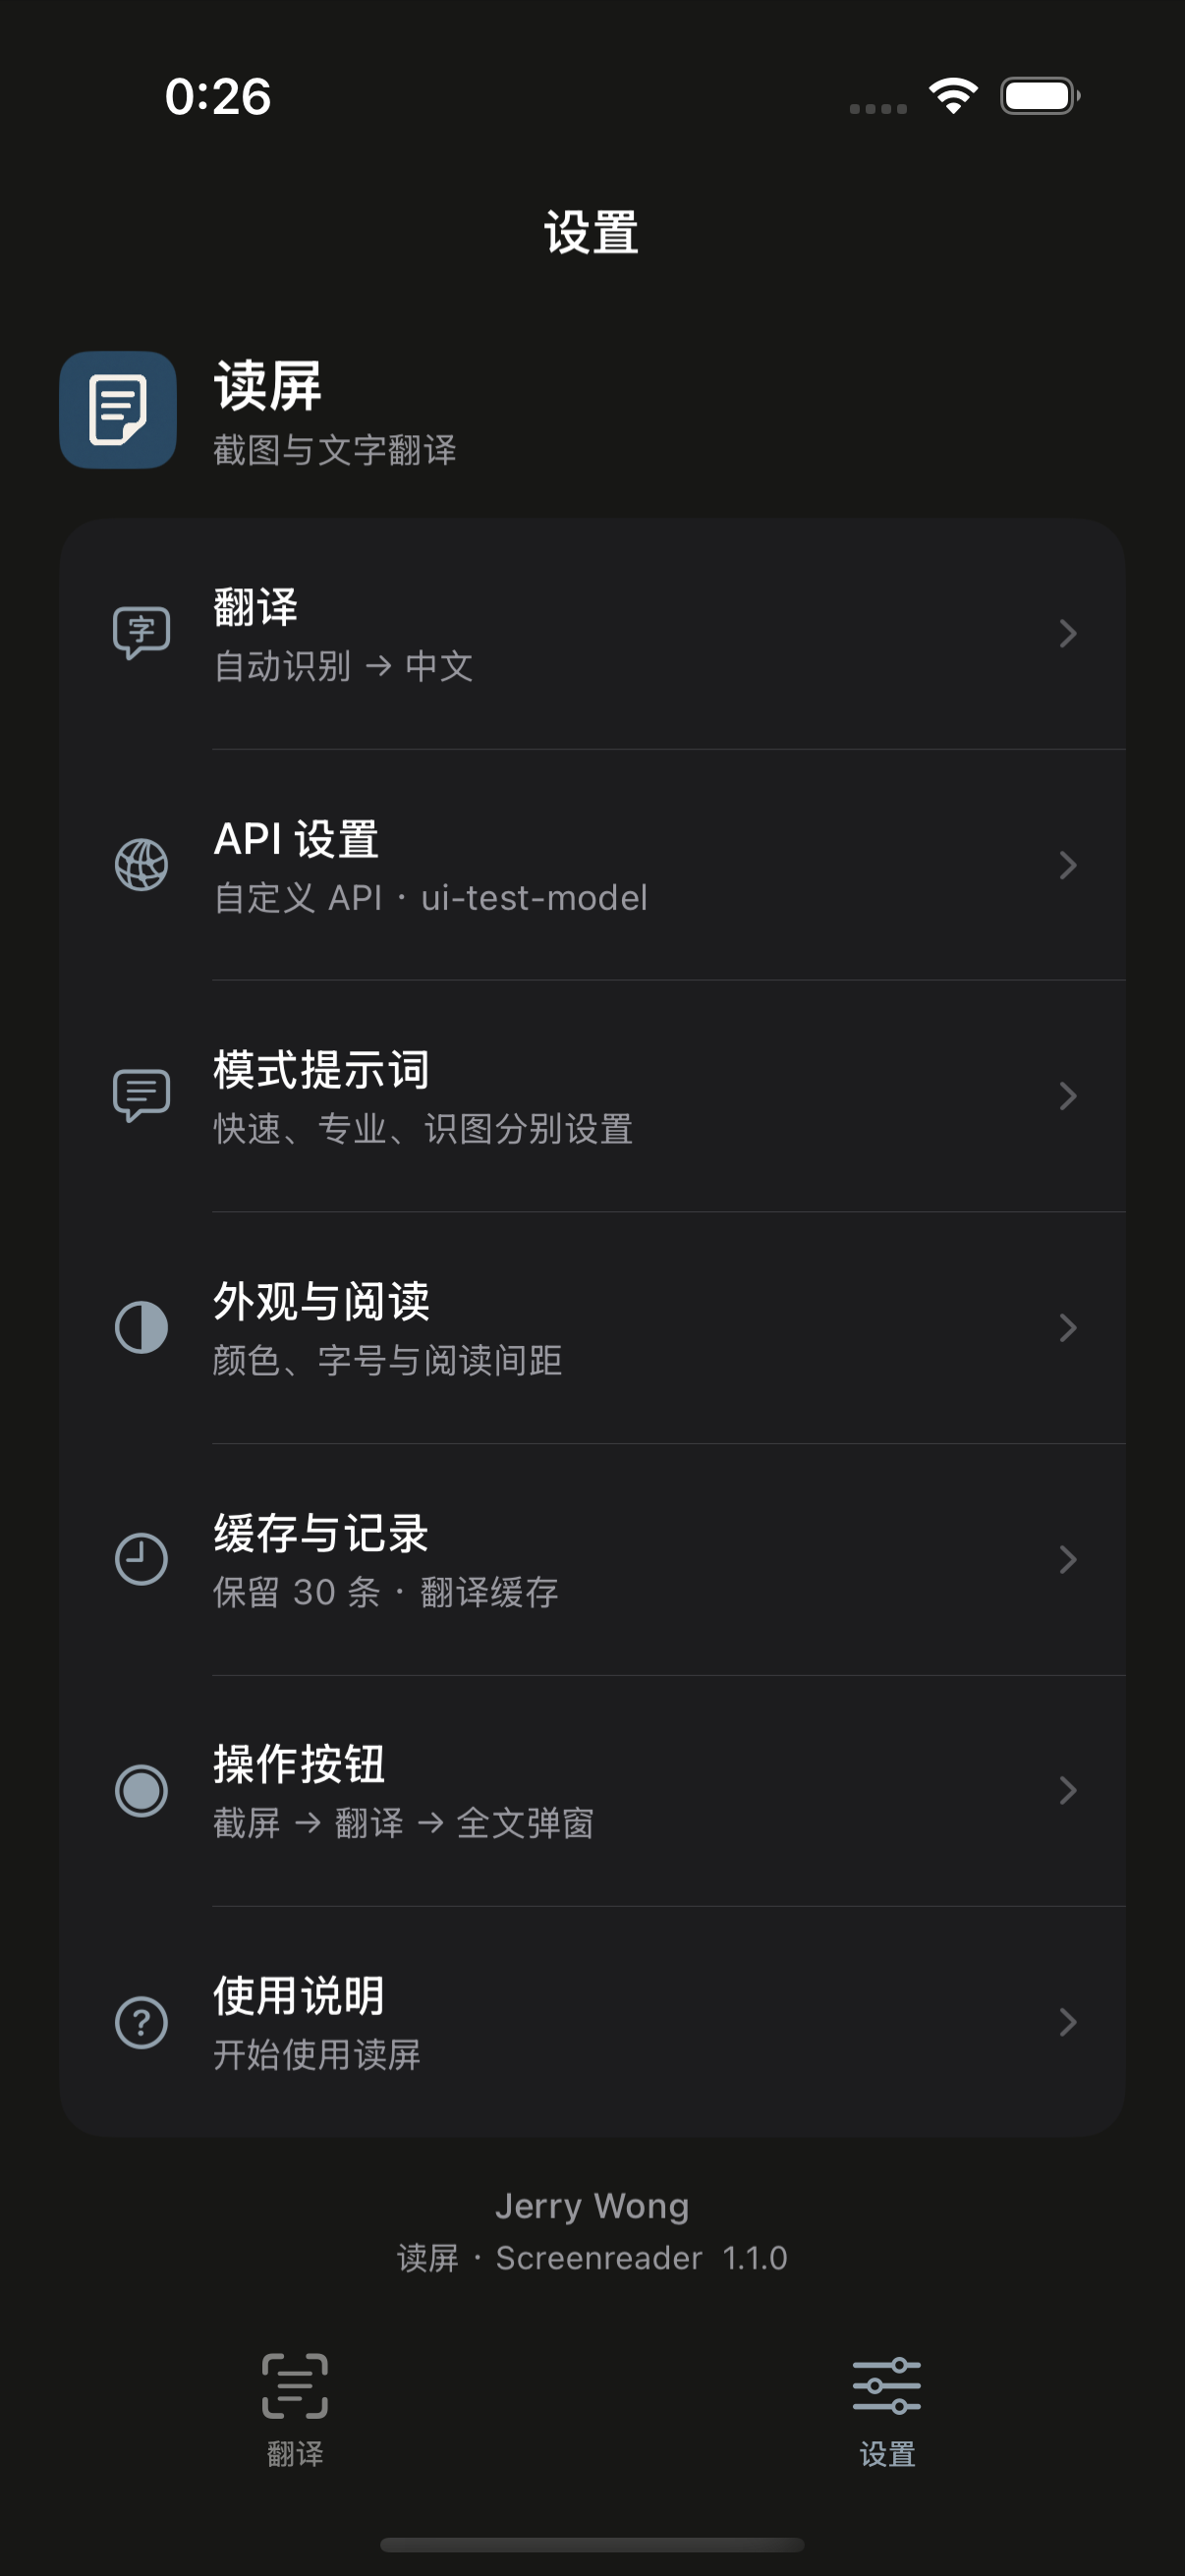 0:26
设置
读屏
截图与文字翻译
字
翻译
自动识别 → 中文
API 设置
自定义 API · ui-test-model
模式提示词
快速、专业、识图分别设置
外观与阅读
颜色、字号与阅读间距
缓存与记录
保留 30 条 · 翻译缓存
操作按钮
截屏 → 翻译 → 全文弹窗
?
使用说明
开始使用读屏
Jerry Wong
读屏 · Screenreader 1.1.0
翻译
设置